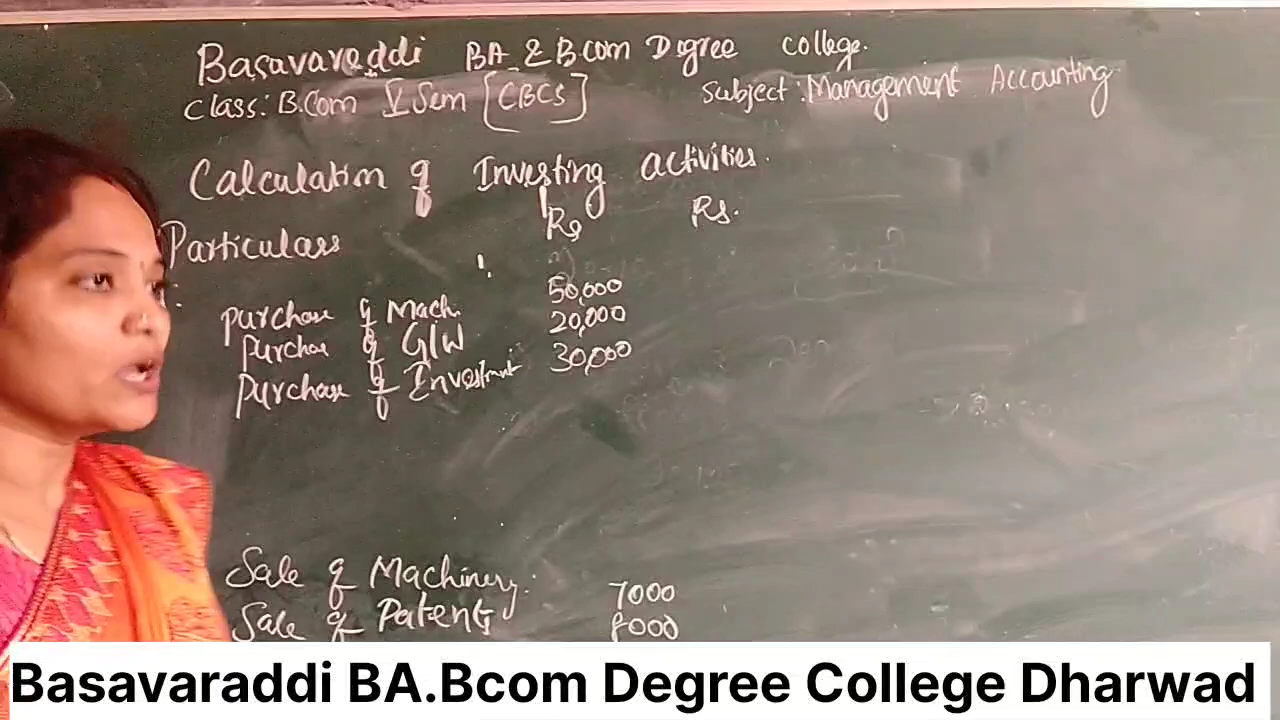 Basavareddi BA & Bcom Degree college.
Class: B.Com V Sem [CBCS] Subject: Management Accounting
Calculation of Investing activities.
Particulars Rs Rs.
purchase of Mach. 50,000
purchase of G/W 20,000
purchase of Investment 30,000
Sale of Machinery. 7000
Sale of Patents 8000
Basavaraddi BA.Bcom Degree College Dharwad